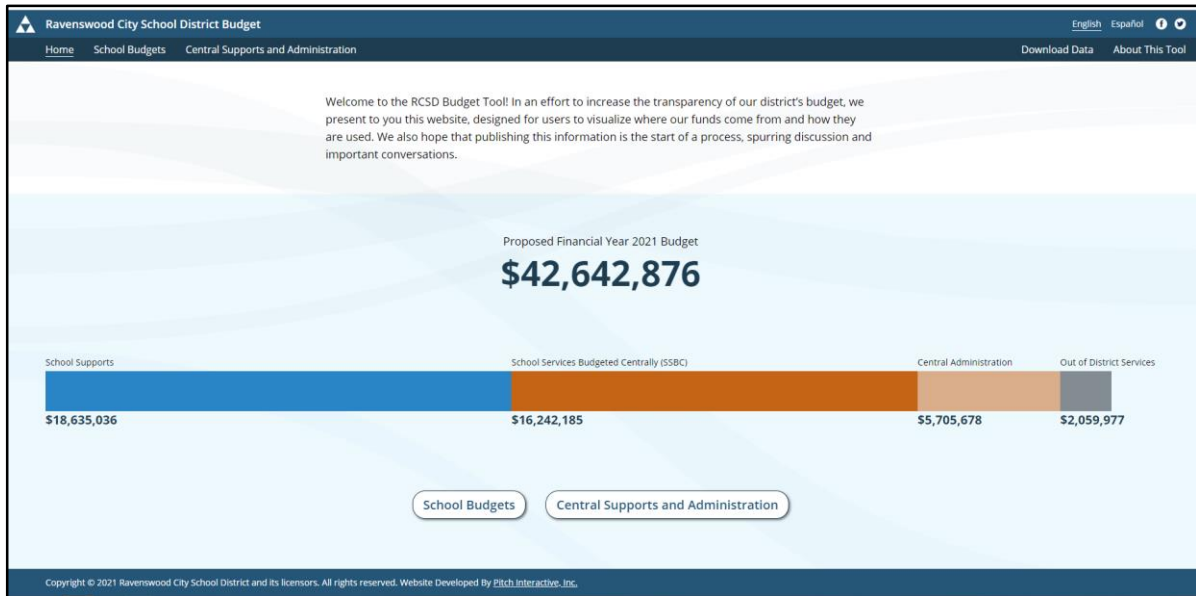 Ravenswood City School District Budget
English Español
Home School Budgets Central Supports and Administration
Download Data About This Tool
Welcome to the RCSD Budget Tool! In an effort to increase the transparency of our district's budget, we
present to you this website, designed for users to visualize where our funds come from and how they
are used. We also hope that publishing this information is the start of a process, spurring discussion and
important conversations.
Proposed Financial Year 2021 Budget
$42,642,876
School Supports
School Services Budgeted Centrally (SSBC)
Central Administration
Out of District Services
$18,635,036
$16,242,185
$5,705,678
$2,059,977
School Budgets
Central Supports and Administration
Copyright © 2021 Ravenswood City School District and its licensors. All rights reserved. Website Developed By Pitch Interactive, Inc.